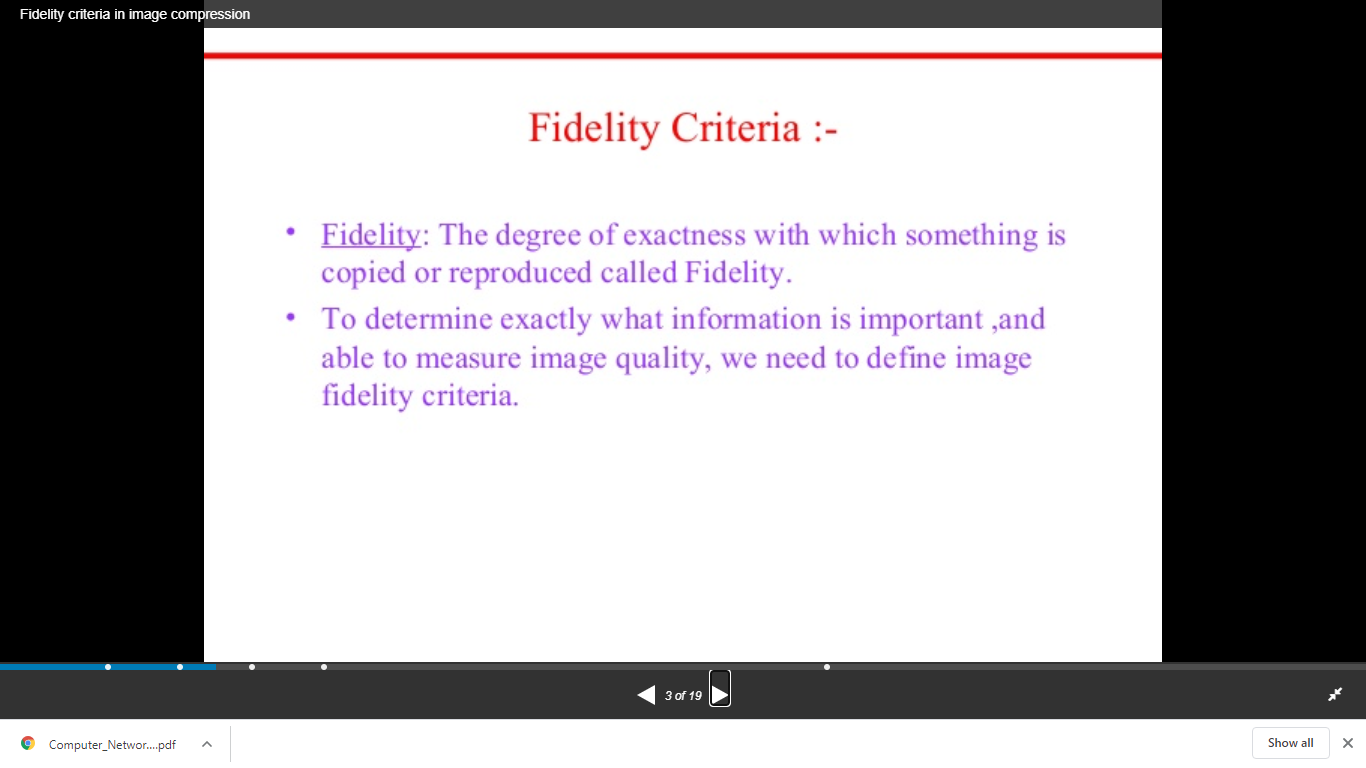 Fidelity criteria in image compression
Fidelity Criteria :-
• Fidelity: The degree of exactness with which something is
copied or reproduced called Fidelity.
• To determine exactly what information is important ,and
able to measure image quality, we need to define image
fidelity criteria.
3 of 19
Computer_Networ....pdf
Show all